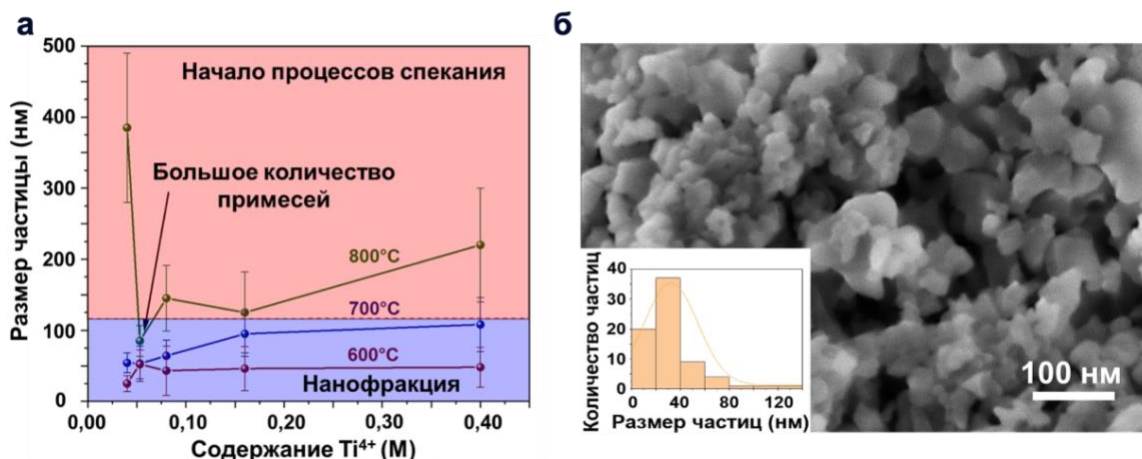 а
б
500
400
300
200
100
0
Размер частицы (нм)
Начало процессов спекания
Большое количество
примесей
800°C
700°C
600°C
Нанофракция
0,00
0,10
0,20
0,30
0,40
Содержание Ti⁴⁺ (М)
40
30
20
10
0
Количество частиц
0
40
80
120
Размер частиц (нм)
100 нм